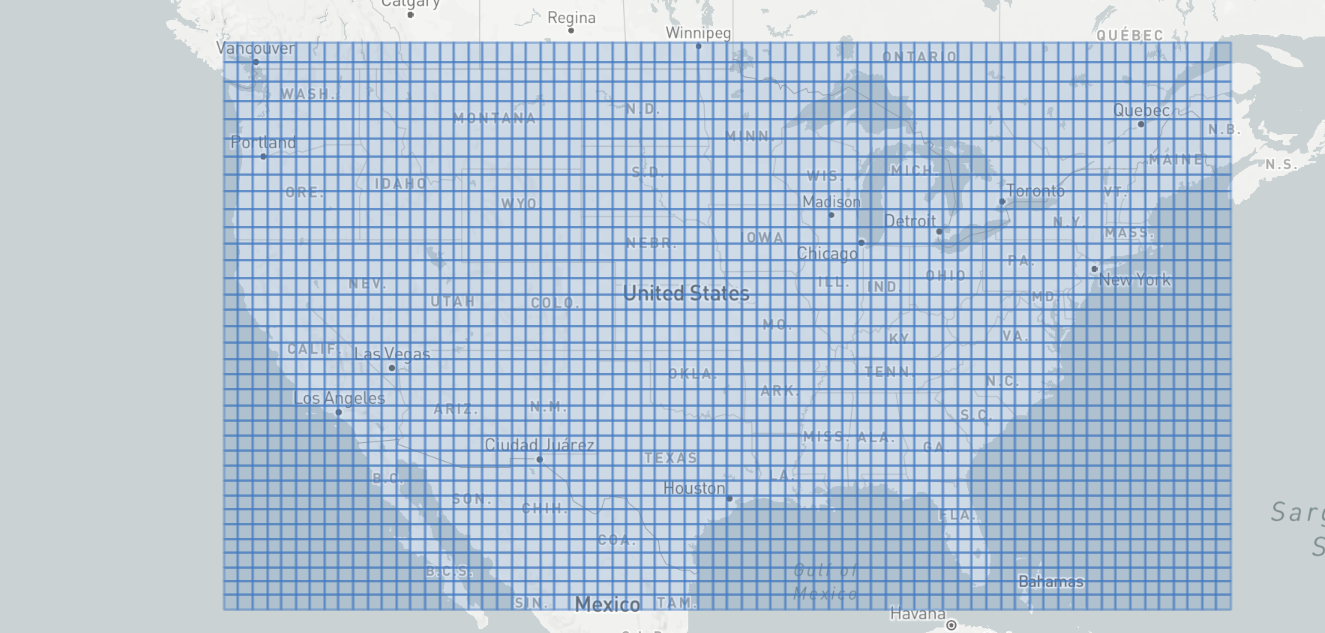 Calgary
Regina
Winnipeg
QUÉBEC
Vancouver
ONTARIO
WASH.
N.D.
MONTANA
Quebec
N.B.
Portland
MINN.
MAINE
N.S.
S.D.
WIS.
MICH.
IDAHO
ORE.
Toronto
VT.
WYO.
Madison
Detroit
N.Y.
MASS.
NEBR.
IOWA
Chicago
PA.
OHIO
New York
NEV.
ILL.
IND.
UTAH
COLO.
United States
MD.
MO.
KY.
VA.
CALIF.
Las Vegas
OKLA.
TENN.
N.C.
ARK.
Los Angeles
ARIZ.
N.M.
S.C.
MISS.
ALA.
GA.
Ciudad Juárez
TEXAS
B.C.
LA.
Houston
SON.
CHIH.
FLA.
Sarg
COA.
S
B.C.S.
Gulf of
Mexico
Bahamas
SIN.
Mexico
TAM.
Havana